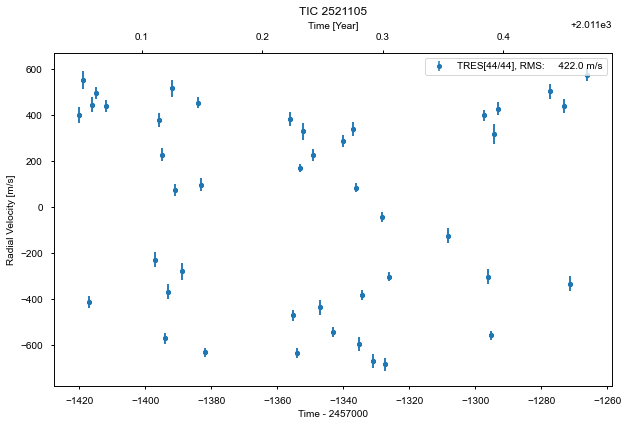 TIC 2521105
Time [Year]
+2.011e3
0.1 0.2 0.3 0.4
TRES[44/44], RMS: 422.0 m/s
Radial Velocity [m/s]
600
400
200
0
−200
−400
−600
−1420 −1400 −1380 −1360 −1340 −1320 −1300 −1280 −1260
Time - 2457000